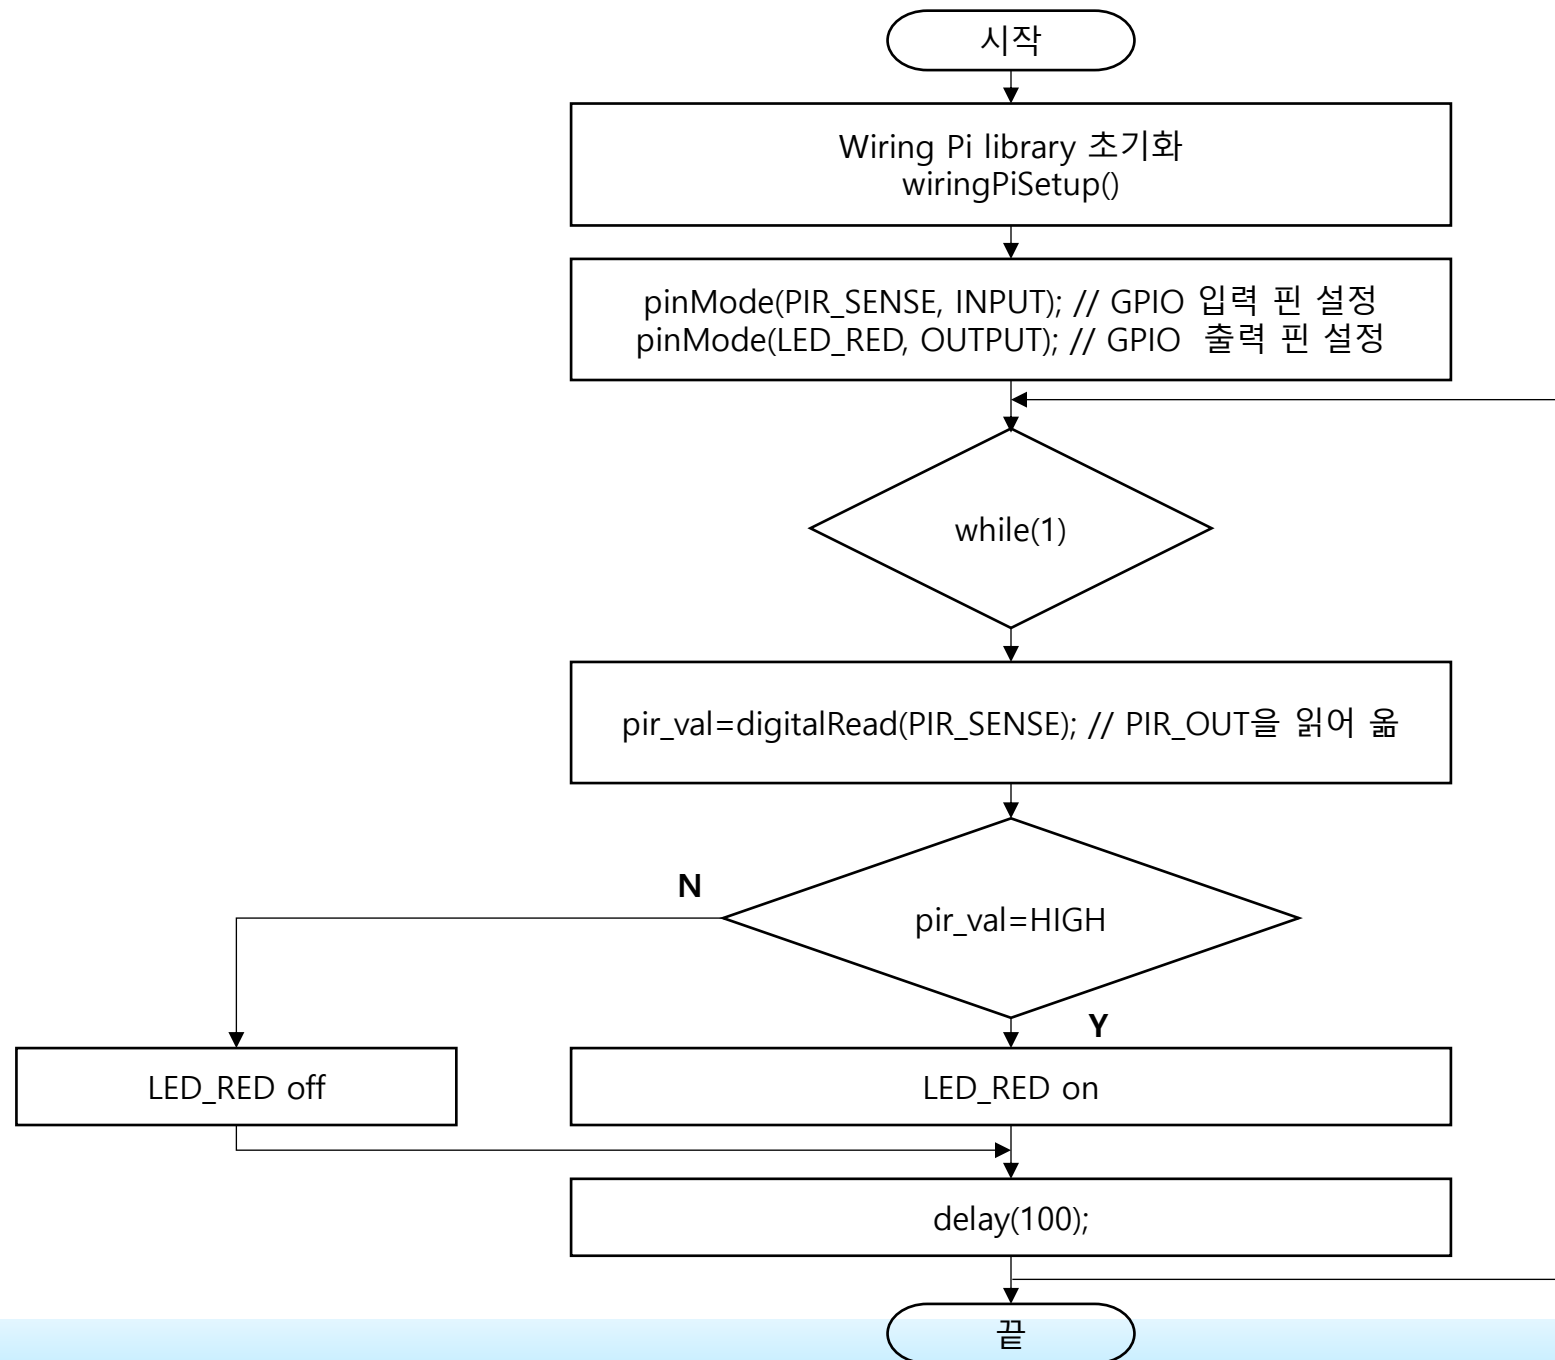 시작
Wiring Pi library 초기화
wiringPiSetup()
pinMode(PIR_SENSE, INPUT); // GPIO 입력 핀 설정
pinMode(LED_RED, OUTPUT); // GPIO 출력 핀 설정
while(1)
pir_val=digitalRead(PIR_SENSE); // PIR_OUT을 읽어 옮
N
pir_val=HIGH
Y
LED_RED off
LED_RED on
delay(100);
끝